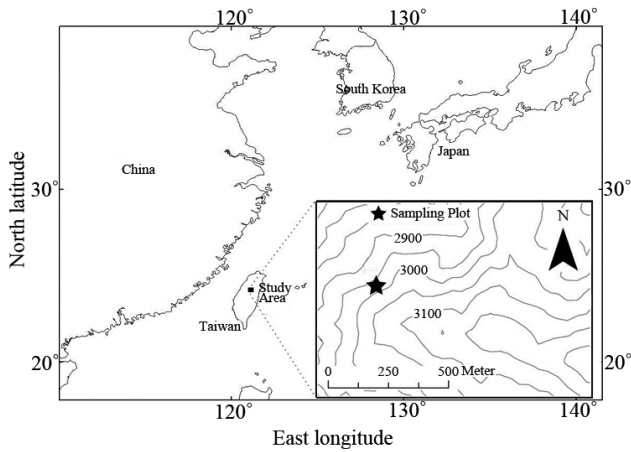 120° 130° 140°
South Korea
China
Japan
North latitude
30° 30°
Sampling Plot
N
2900
3000
Study
Area
3100
Taiwan
20° 20°
0 250 500 Meter
120° 130° 140°
East longitude